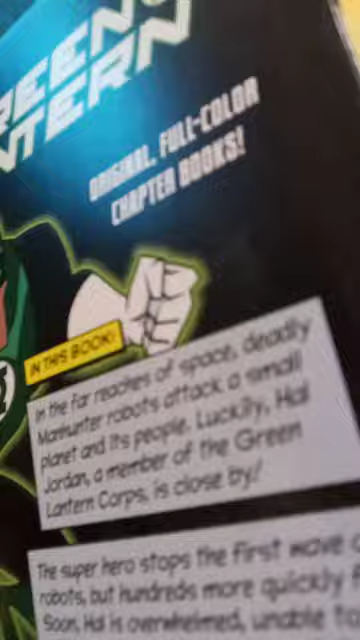 REEN
NTERN
ORIGINAL, FULL-COLOR
CHAPTER BOOKS!
IN THIS BOOK!
In the far reaches of space, deadly
Manhunter robots attack a small
planet and its people. Luckily, Hal
Jordan, a member of the Green
Lantern Corps, is close by!
The super hero stops the first wave
robots, but hundreds more quickly
Soon, Hal is overwhelmed, unable